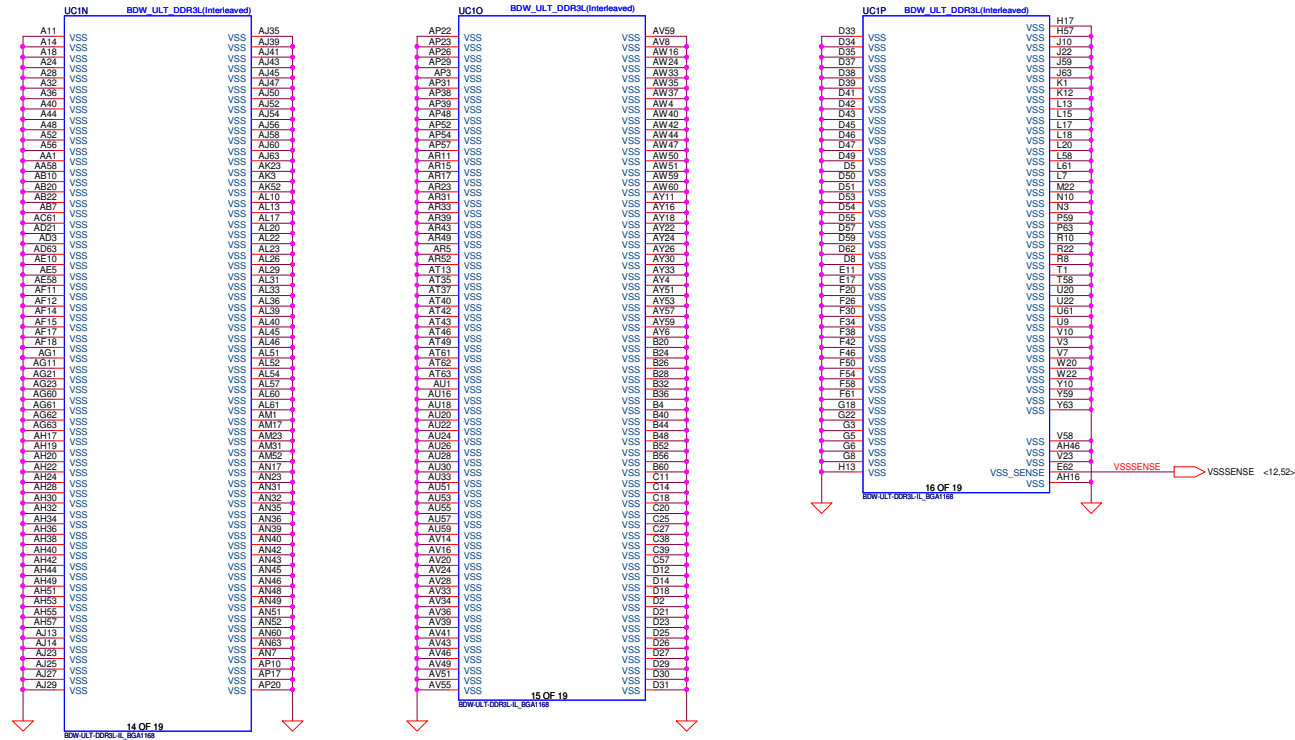 UC1N BDW_ULT_DDR3L(Interleaved)
A11 VSS VSS AJ35
A14 VSS VSS AJ39
A18 VSS VSS AJ41
A24 VSS VSS AJ43
A28 VSS VSS AJ45
A32 VSS VSS AJ47
A36 VSS VSS AJ50
A40 VSS VSS AJ52
A44 VSS VSS AJ54
A48 VSS VSS AJ56
A52 VSS VSS AJ58
A56 VSS VSS AJ60
AA1 VSS VSS AJ63
AA58 VSS VSS AK23
AB10 VSS VSS AK3
AB20 VSS VSS AK52
AB22 VSS VSS AL10
AB7 VSS VSS AL13
AC61 VSS VSS AL17
AD21 VSS VSS AL20
AD3 VSS VSS AL22
AD63 VSS VSS AL23
AE10 VSS VSS AL26
AE5 VSS VSS AL29
AE58 VSS VSS AL31
AF11 VSS VSS AL33
AF12 VSS VSS AL36
AF14 VSS VSS AL39
AF15 VSS VSS AL40
AF17 VSS VSS AL45
AF18 VSS VSS AL46
AG1 VSS VSS AL51
AG11 VSS VSS AL52
AG21 VSS VSS AL54
AG23 VSS VSS AL57
AG60 VSS VSS AL60
AG61 VSS VSS AL61
AG62 VSS VSS AM1
AG63 VSS VSS AM17
AH17 VSS VSS AM23
AH19 VSS VSS AM31
AH20 VSS VSS AM52
AH22 VSS VSS AN17
AH24 VSS VSS AN23
AH28 VSS VSS AN31
AH30 VSS VSS AN32
AH32 VSS VSS AN35
AH34 VSS VSS AN36
AH36 VSS VSS AN39
AH38 VSS VSS AN40
AH40 VSS VSS AN42
AH42 VSS VSS AN43
AH44 VSS VSS AN45
AH49 VSS VSS AN46
AH51 VSS VSS AN48
AH53 VSS VSS AN49
AH55 VSS VSS AN51
AH57 VSS VSS AN52
AJ13 VSS VSS AN60
AJ14 VSS VSS AN63
AJ23 VSS VSS AN7
AJ25 VSS VSS AP10
AJ27 VSS VSS AP17
AJ29 VSS VSS AP20
14 OF 19
BDW-ULT-DDR3L-IL_BGA1168
UC1O BDW_ULT_DDR3L(Interleaved)
AP22 VSS VSS AV59
AP23 VSS VSS AV8
AP26 VSS VSS AW16
AP29 VSS VSS AW24
AP3 VSS VSS AW33
AP31 VSS VSS AW35
AP38 VSS VSS AW37
AP39 VSS VSS AW4
AP48 VSS VSS AW40
AP52 VSS VSS AW42
AP54 VSS VSS AW44
AP57 VSS VSS AW47
AR11 VSS VSS AW50
AR15 VSS VSS AW51
AR17 VSS VSS AW59
AR23 VSS VSS AW60
AR31 VSS VSS AY11
AR33 VSS VSS AY16
AR39 VSS VSS AY18
AR43 VSS VSS AY22
AR49 VSS VSS AY24
AR5 VSS VSS AY26
AR52 VSS VSS AY30
AT13 VSS VSS AY33
AT35 VSS VSS AY4
AT37 VSS VSS AY51
AT40 VSS VSS AY53
AT42 VSS VSS AY57
AT43 VSS VSS AY59
AT46 VSS VSS AY6
AT49 VSS VSS B20
AT61 VSS VSS B24
AT62 VSS VSS B26
AT63 VSS VSS B28
AU1 VSS VSS B32
AU16 VSS VSS B36
AU18 VSS VSS B4
AU20 VSS VSS B40
AU22 VSS VSS B44
AU24 VSS VSS B48
AU26 VSS VSS B52
AU28 VSS VSS B56
AU30 VSS VSS B60
AU33 VSS VSS C11
AU51 VSS VSS C14
AU53 VSS VSS C18
AU55 VSS VSS C20
AU57 VSS VSS C25
AU59 VSS VSS C27
AV14 VSS VSS C38
AV16 VSS VSS C39
AV20 VSS VSS C57
AV24 VSS VSS D12
AV28 VSS VSS D14
AV33 VSS VSS D18
AV34 VSS VSS D2
AV36 VSS VSS D21
AV39 VSS VSS D23
AV41 VSS VSS D25
AV43 VSS VSS D26
AV46 VSS VSS D27
AV49 VSS VSS D29
AV51 VSS VSS D30
AV55 VSS VSS D31
15 OF 19
BDW-ULT-DDR3L-IL_BGA1168
UC1P BDW_ULT_DDR3L(Interleaved)
VSS H17
D33 VSS VSS H57
D34 VSS VSS J10
D35 VSS VSS J22
D37 VSS VSS J59
D38 VSS VSS J63
D39 VSS VSS K1
D41 VSS VSS K12
D42 VSS VSS L13
D43 VSS VSS L15
D45 VSS VSS L17
D46 VSS VSS L18
D47 VSS VSS L20
D49 VSS VSS L58
D5 VSS VSS L61
D50 VSS VSS L7
D51 VSS VSS M22
D53 VSS VSS N10
D54 VSS VSS N3
D55 VSS VSS P59
D57 VSS VSS P63
D59 VSS VSS R10
D62 VSS VSS R22
D8 VSS VSS R8
E11 VSS VSS T1
E17 VSS VSS T58
F20 VSS VSS U20
F26 VSS VSS U22
F30 VSS VSS U61
F34 VSS VSS U9
F38 VSS VSS V10
F42 VSS VSS V3
F46 VSS VSS V7
F50 VSS VSS W20
F54 VSS VSS W22
F58 VSS VSS Y10
F61 VSS VSS Y59
G18 VSS VSS Y63
G22 VSS
G3 VSS
G5 VSS VSS V58
G6 VSS VSS AH46
G8 VSS VSS V23
H13 VSS VSS_SENSE E62 VSSSENSE VSSSENSE <12,52>
VSS AH16
16 OF 19
BDW-ULT-DDR3L-IL_BGA1168